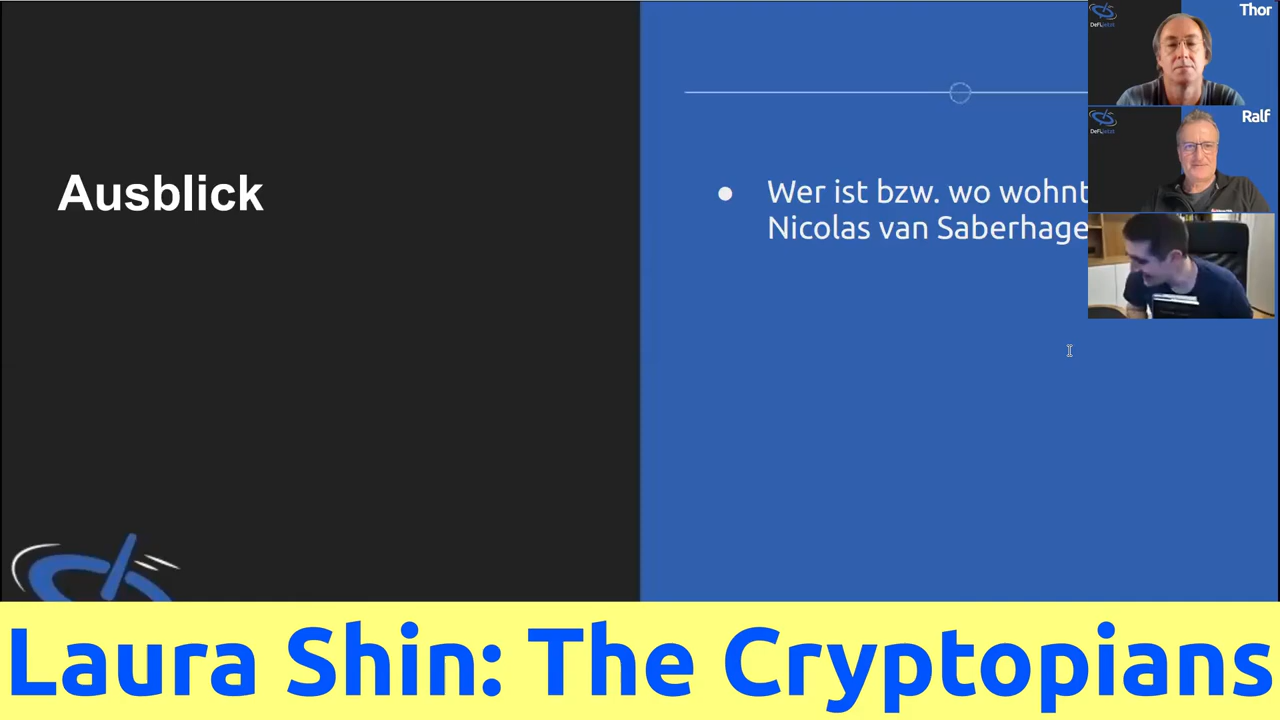 Thor
Ralf
Ausblick
● Wer ist bzw. wo wohnt
Nicolas van Saberhage
Laura Shin: The Cryptopians